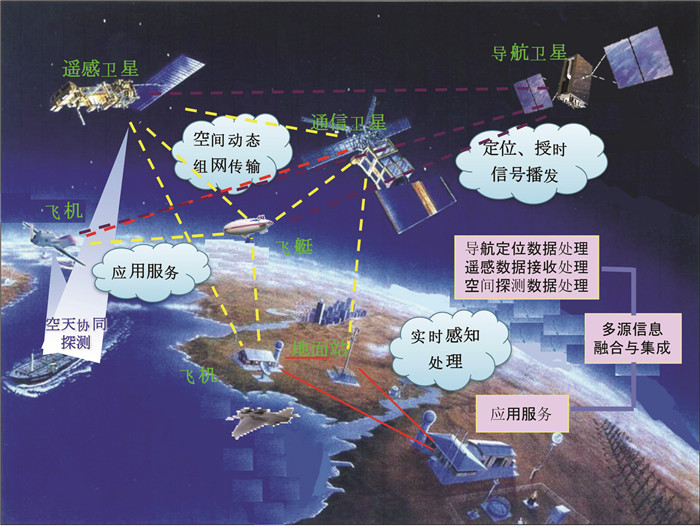 遥感卫星
导航卫星
通信卫星
空间动态
组网传输
定位、授时
信号播发
飞机
飞艇
应用服务
导航定位数据处理
遥感数据接收处理
空间探测数据处理
空天协同
探测
实时感知
处理
多源信息
融合与集成
地面站
飞机
应用服务